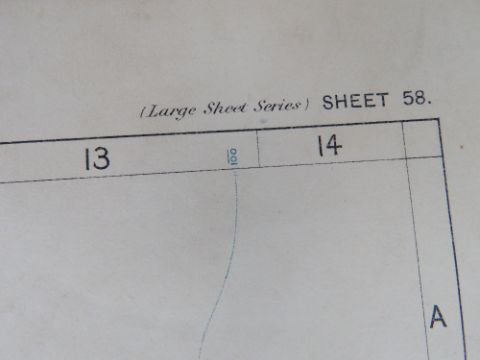 (Large Sheet Series) SHEET 58.
13 100 14
A